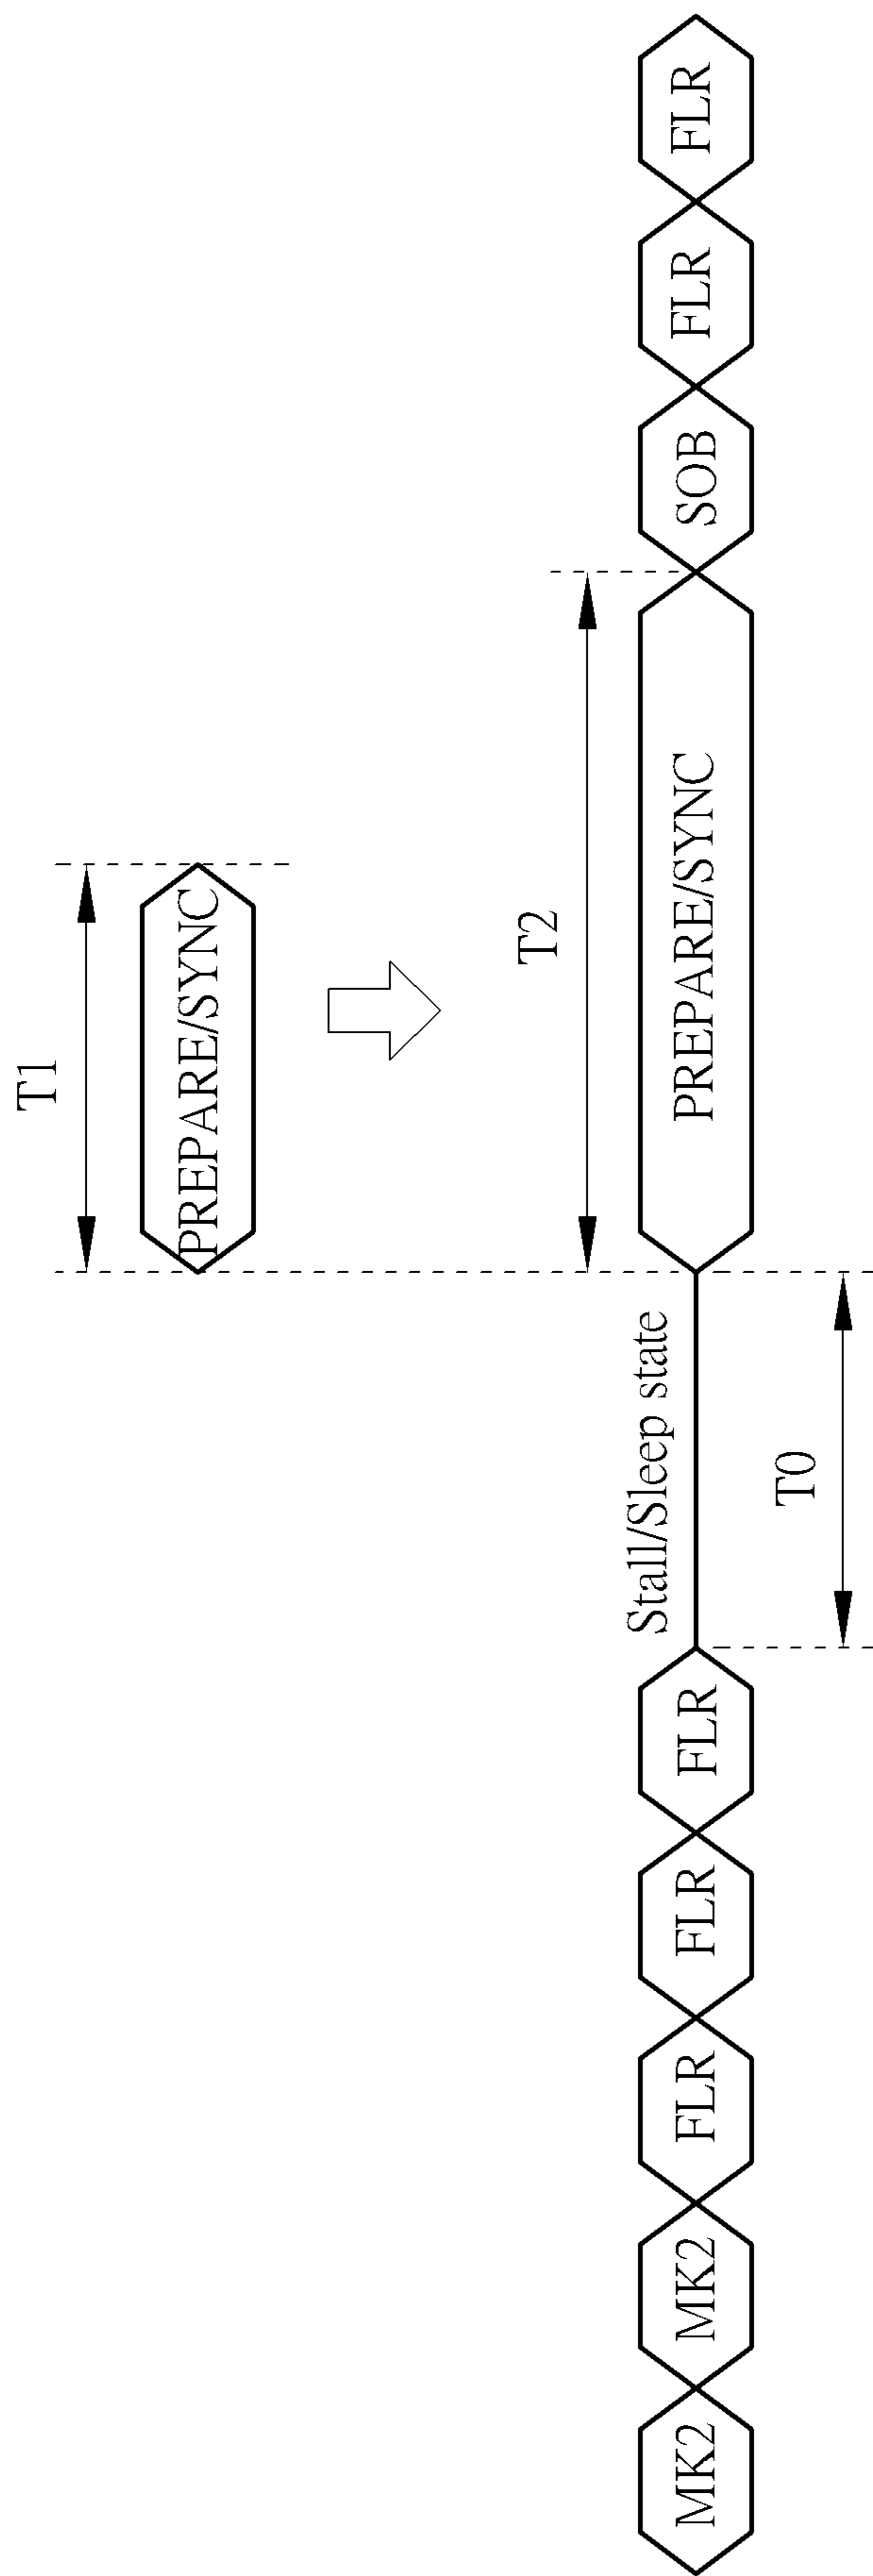 T1
PREPARE/SYNC
T2
MK2 MK2 FLR FLR FLR Stall/Sleep state PREPARE/SYNC SOB FLR FLR
T0